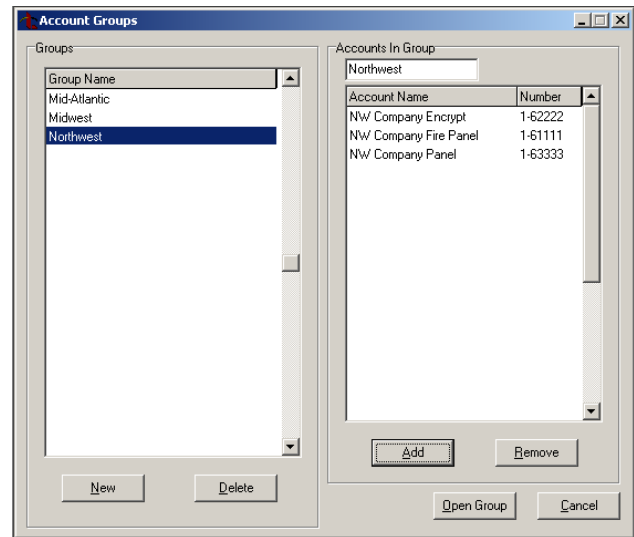 Account Groups
Groups
Group Name
Mid-Atlantic
Midwest
Northwest
New Delete
Accounts In Group
Northwest
Account Name Number
NW Company Encrypt 1-62222
NW Company Fire Panel 1-61111
NW Company Panel 1-63333
Add Remove
Open Group Cancel